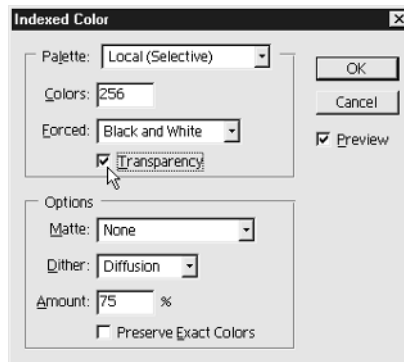 Indexed Color
Palette: Local (Selective)
OK
Colors: 256
Cancel
Forced: Black and White
Preview
Transparency
Options
Matte: None
Dither: Diffusion
Amount: 75 %
Preserve Exact Colors